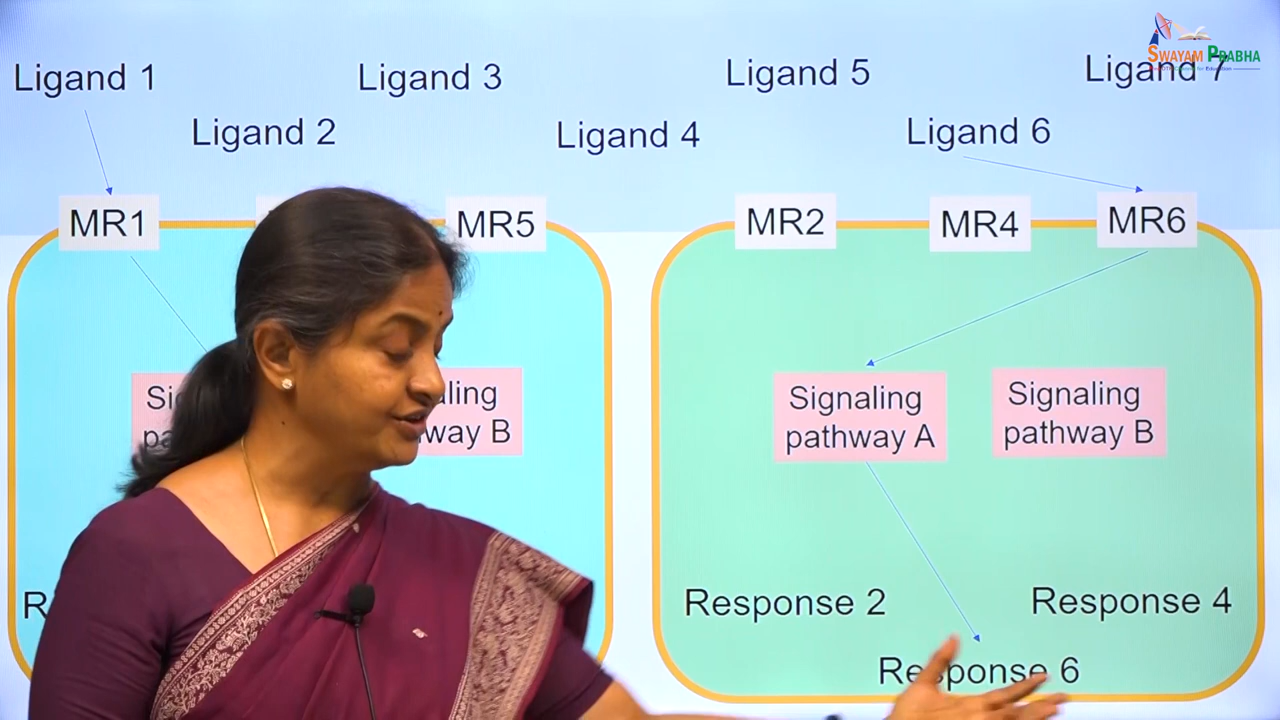 SWAYAM PRABHA
Ligand 1
Ligand 3
Ligand 5
Ligand 7
Ligand 2
Ligand 4
Ligand 6
MR1
MR5
MR2
MR4
MR6
Signaling
pathway A
Signaling
pathway B
Response 2
Response 4
Response 6